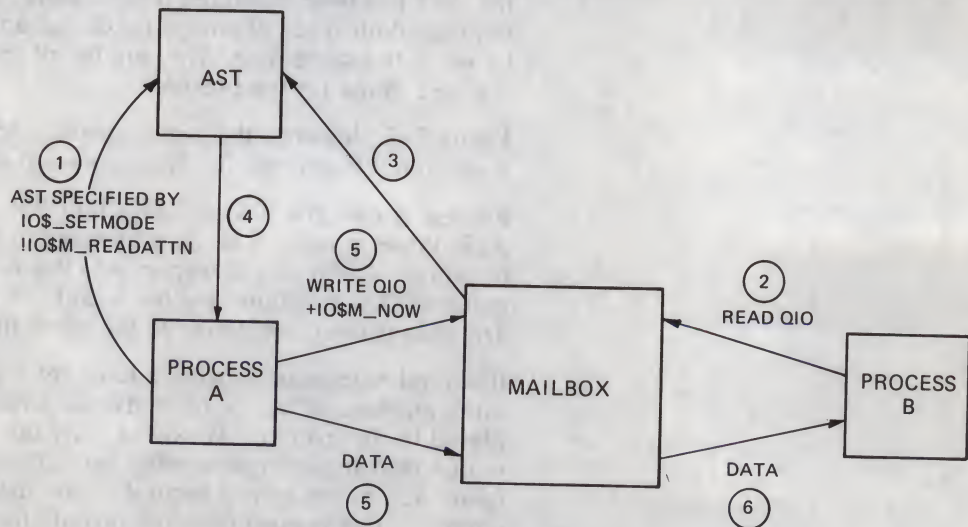 AST
1
3
AST SPECIFIED BY
IO$_SETMODE
!IO$M_READATTN
4
5
WRITE QIO
+IO$M_NOW
2
READ QIO
PROCESS
A
MAILBOX
PROCESS
B
DATA
5
DATA
6